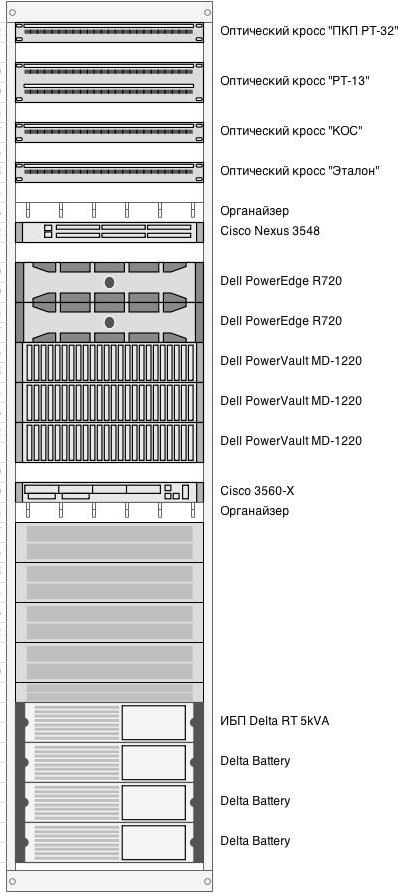 Оптический кросс "ПКП РТ-32"
Оптический кросс "РТ-13"
Оптический кросс "КОС"
Оптический кросс "Эталон"
Органайзер
Cisco Nexus 3548
Dell PowerEdge R720
Dell PowerEdge R720
Dell PowerVault MD-1220
Dell PowerVault MD-1220
Dell PowerVault MD-1220
Cisco 3560-X
Органайзер
ИБП Delta RT 5kVA
Delta Battery
Delta Battery
Delta Battery